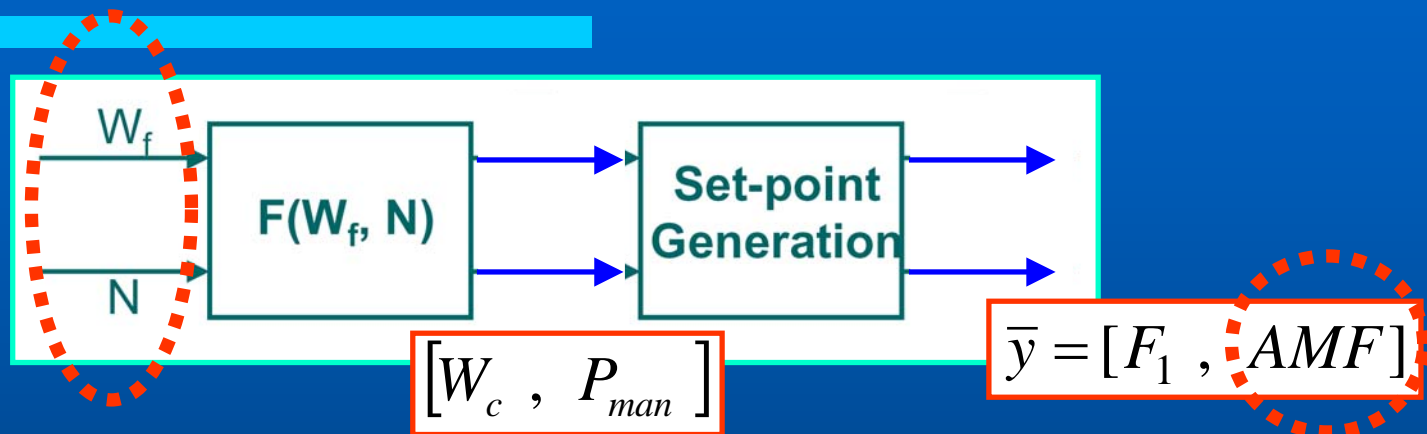 W_f
N
F(W_f, N)
Set-point
Generation
[W_c , P_man]
y̅ = [F_1 , AMF]